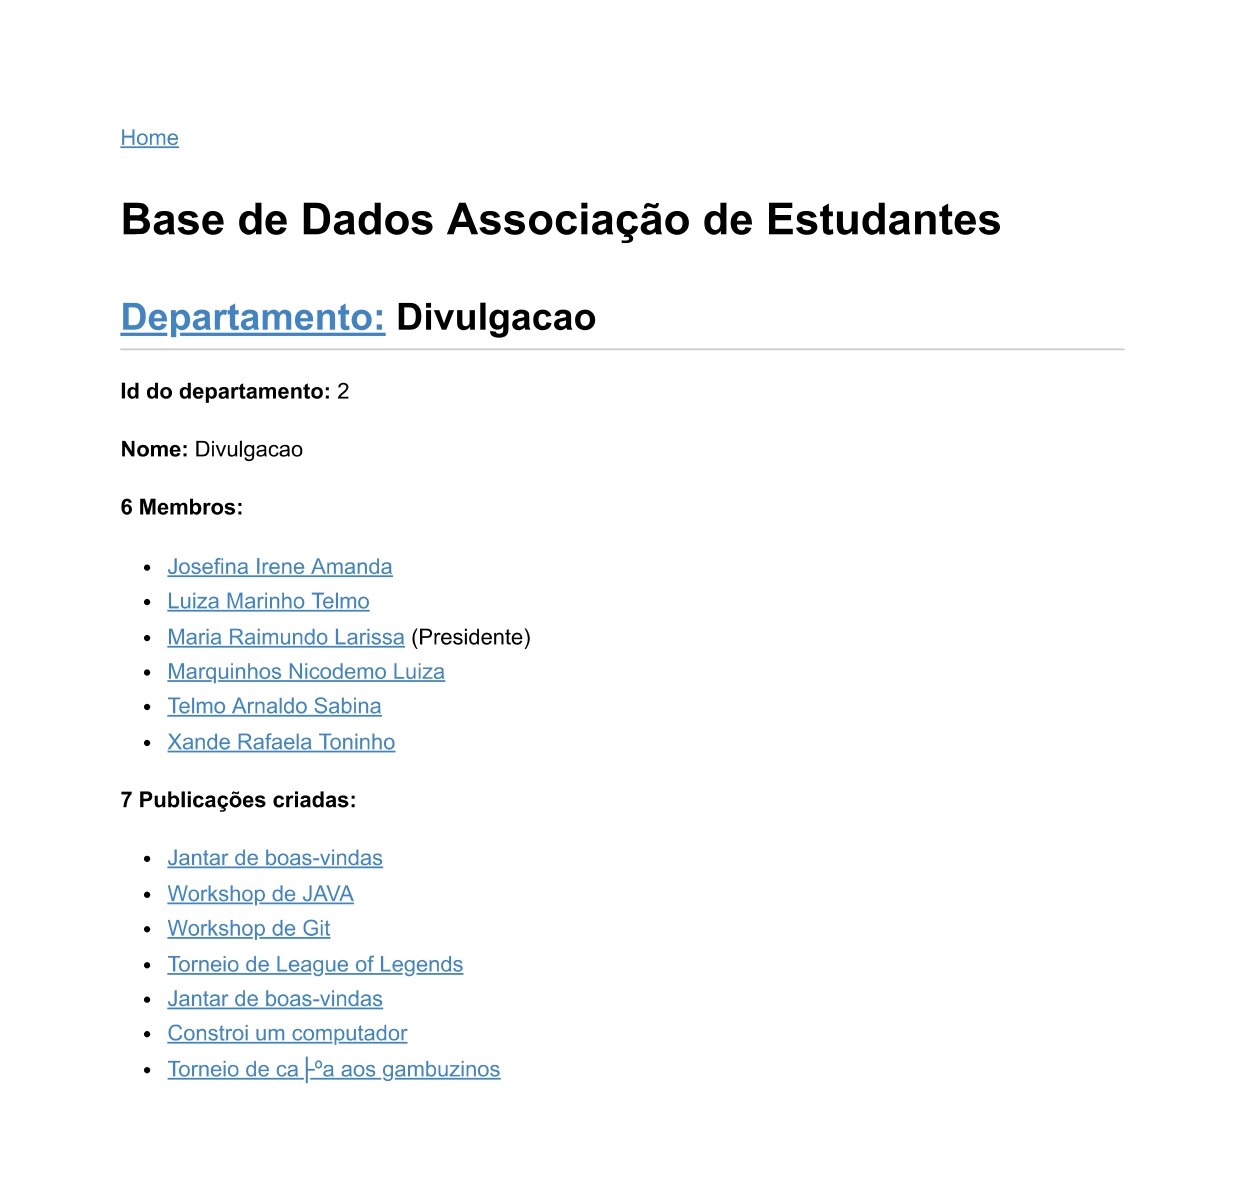 Home
Base de Dados Associação de Estudantes
Departamento: Divulgacao
Id do departamento: 2
Nome: Divulgacao
6 Membros:
Josefina Irene Amanda
Luiza Marinho Telmo
Maria Raimundo Larissa (Presidente)
Marquinhos Nicodemo Luiza
Telmo Arnaldo Sabina
Xande Rafaela Toninho
7 Publicações criadas:
Jantar de boas-vindas
Workshop de JAVA
Workshop de Git
Torneio de League of Legends
Jantar de boas-vindas
Constroi um computador
Torneio de ca├ºa aos gambuzinos